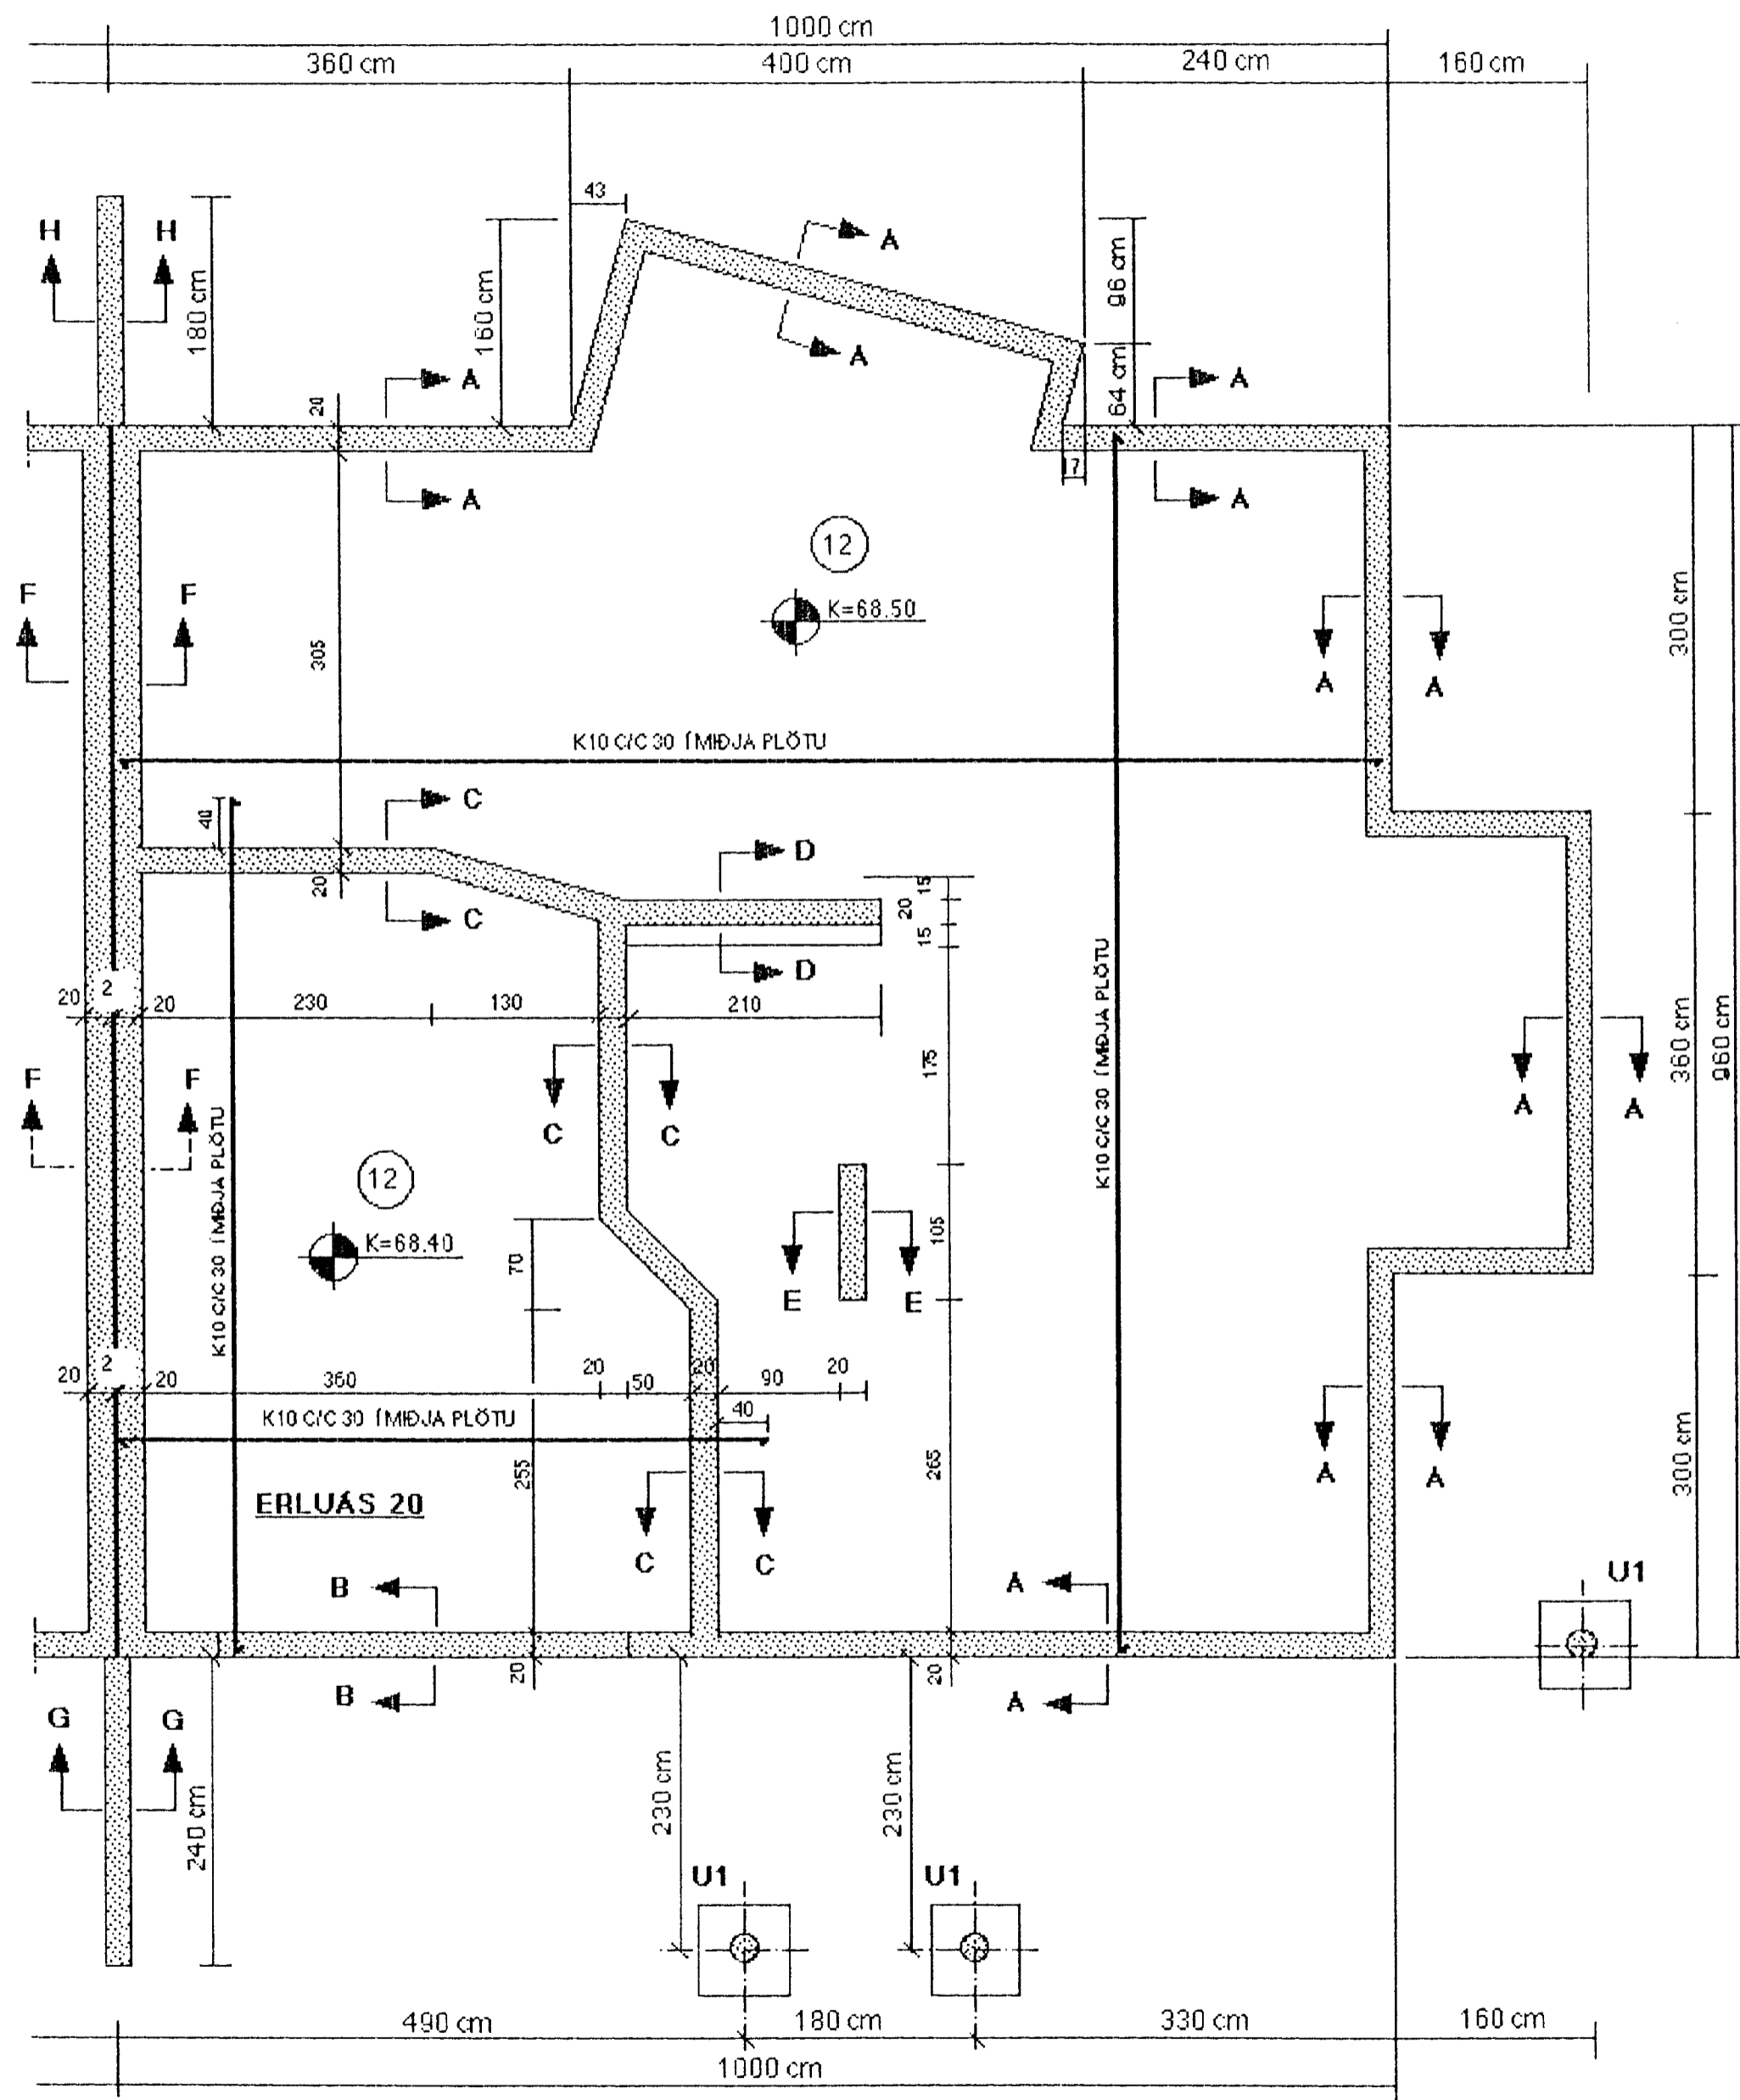 1000 cm
360 cm 400 cm 240 cm 160 cm
43
H H A
180 cm 160 cm 96 cm
A
64 cm
A A
20
17
A A
12
K=68.50
F F
305
300 cm
A A
K10 C/C 30 Í MIÐJA PLÖTU
40
C
D
20
C
15
20
15
D
K10 C/C 30 Í MIÐJA PLÖTU
20 2 20 230 130 210
175
360 cm
960 cm
F F
C C
A A
K10 C/C 30 Í MIÐJA PLÖTU
12
K=68.40
70
105
E E
20 2 20 360 20 50 20 90 20
K10 C/C 30 Í MIÐJA PLÖTU
40
255
265
A A
300 cm
ERLUÁS 20
C C
B
A
U1
20
20
B
A
G G
240 cm
230 cm
230 cm
U1 U1
490 cm 180 cm 330 cm 160 cm
1000 cm